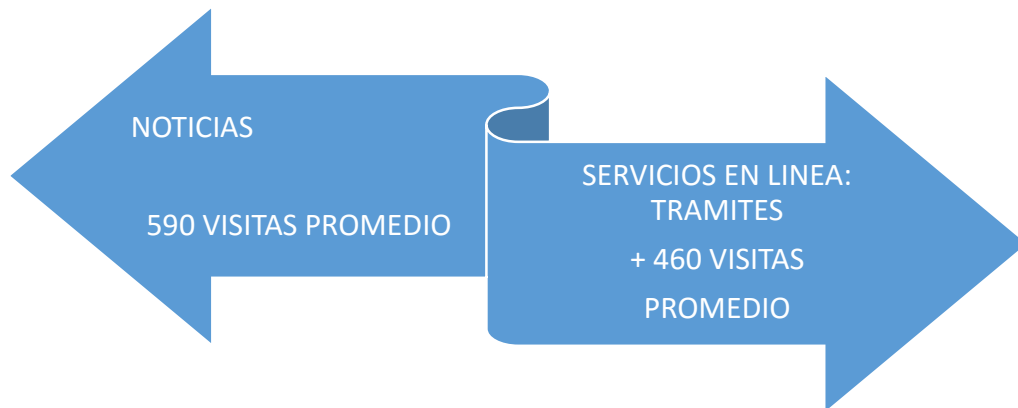 NOTICIAS
590 VISITAS PROMEDIO
SERVICIOS EN LINEA:
TRAMITES
+ 460 VISITAS
PROMEDIO